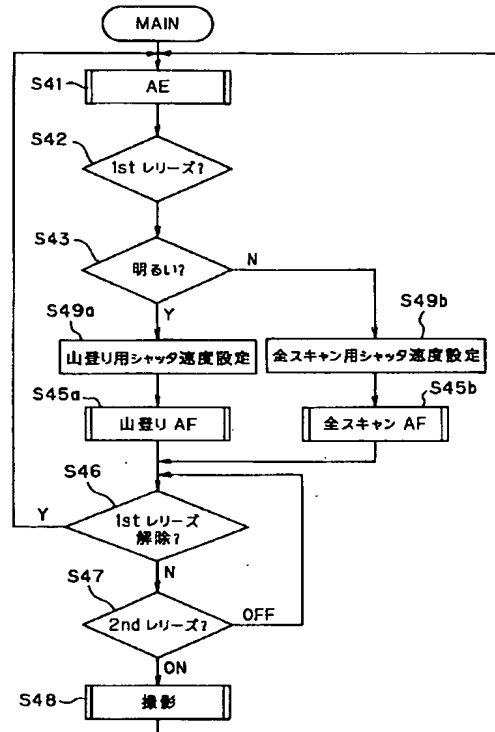 MAIN
S41
AE
S42
1st レリーズ?
S43
明るい?
N
Y
S49a
山登り用シャッタ速度設定
S49b
全スキャン用シャッタ速度設定
S45a
山登り AF
S45b
全スキャン AF
S46
Y
1st レリーズ
解除?
N
S47
2nd レリーズ?
OFF
ON
S48
撮影